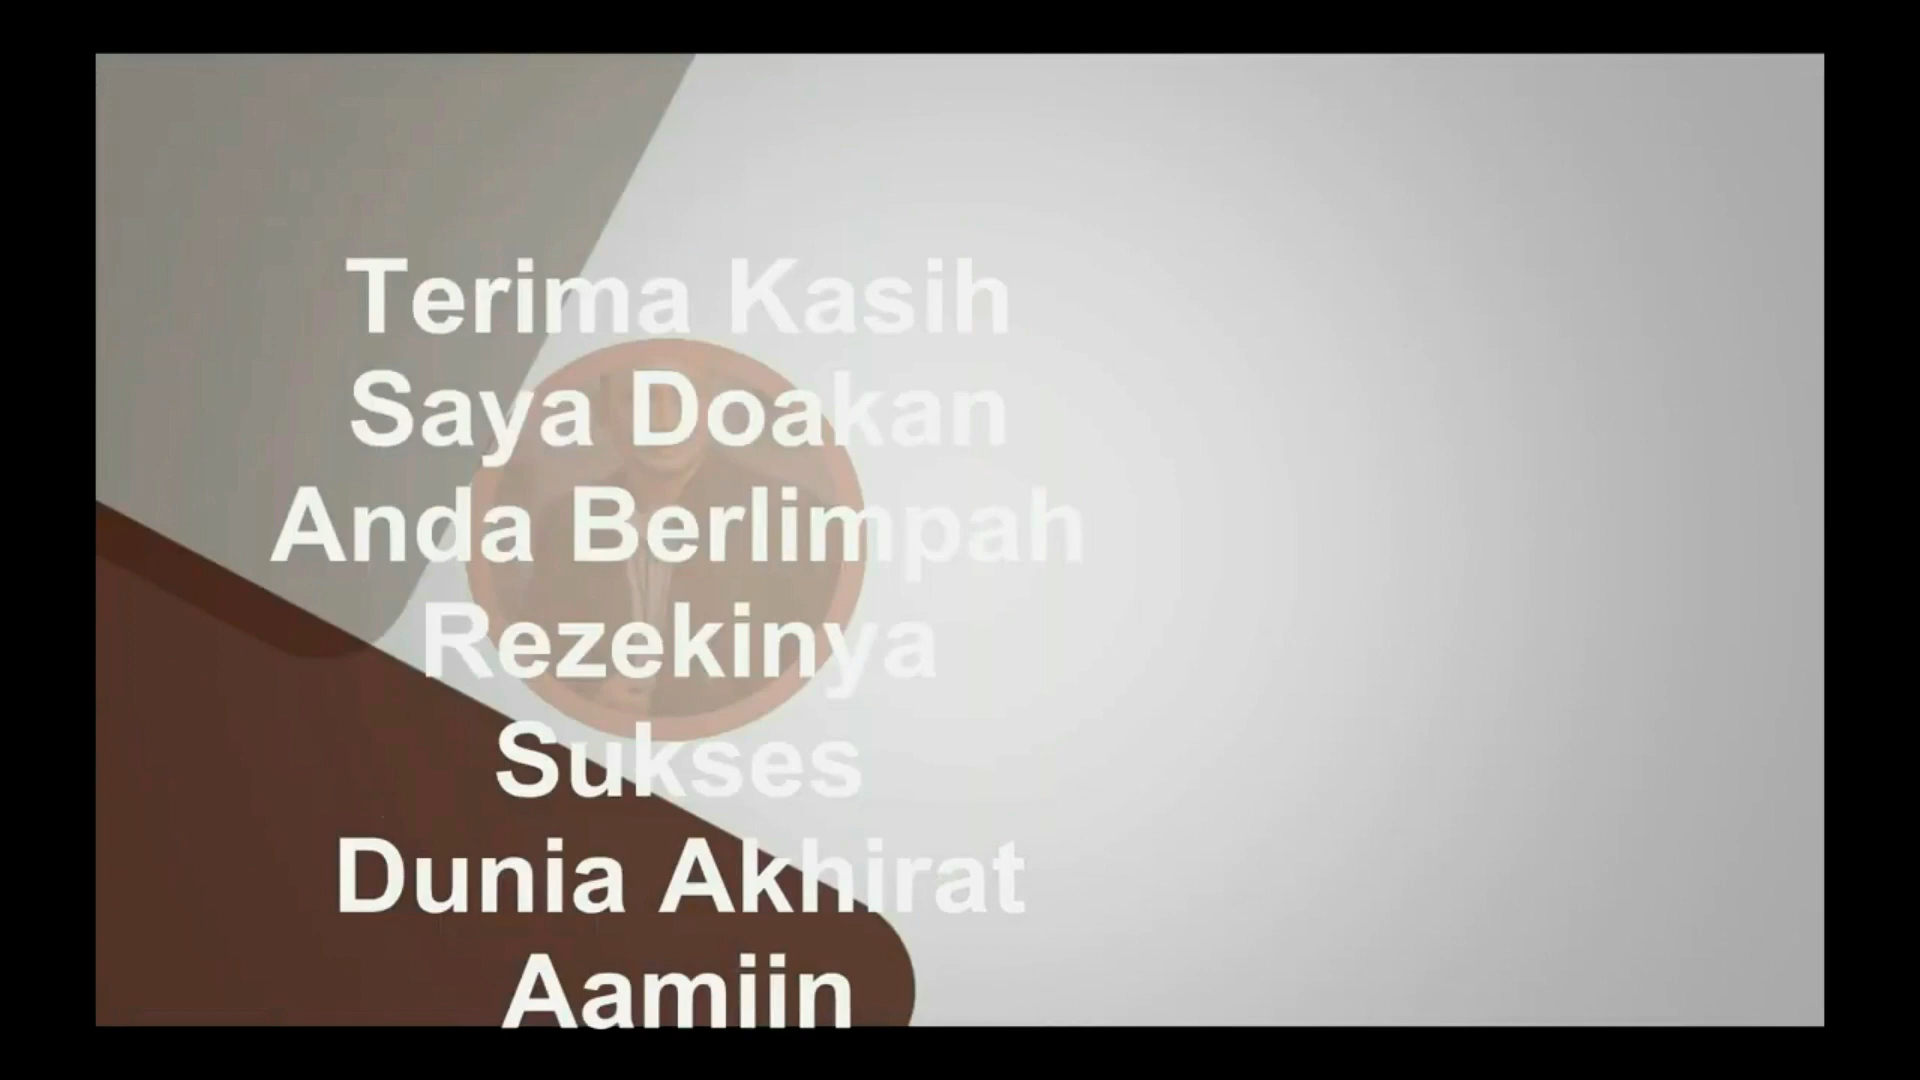 Terima Kasih
Saya Doakan
Anda Berlimpah
Rezekinya
Sukses
Dunia Akhirat
Aamiin